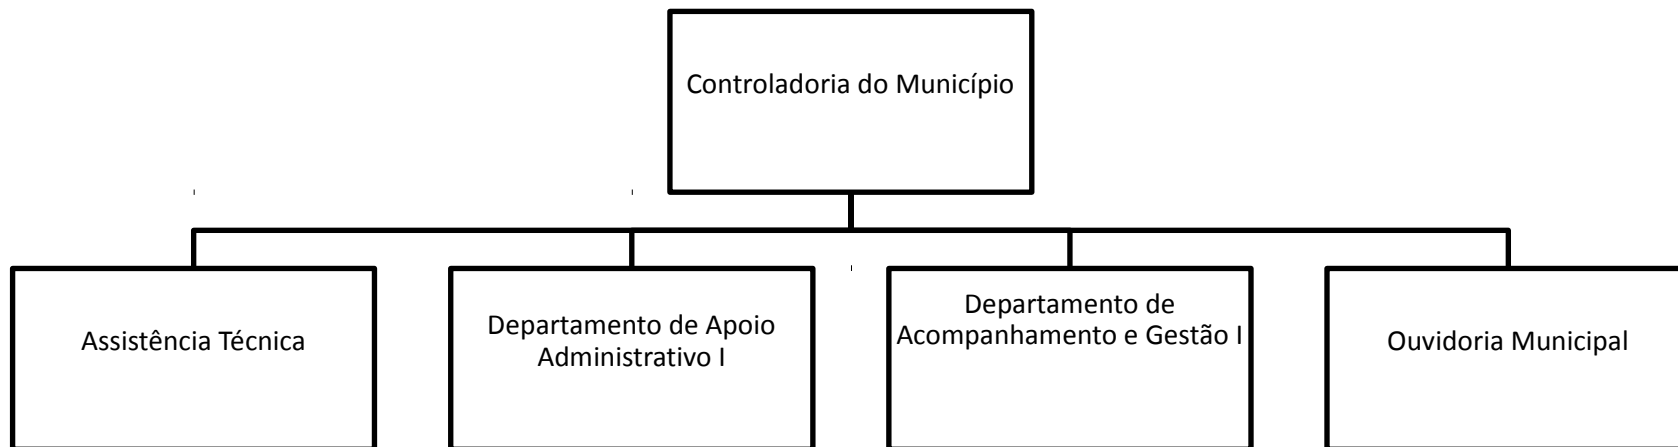 Controladoria do Município
Assistência Técnica
Departamento de Apoio
Administrativo I
Departamento de
Acompanhamento e Gestão I
Ouvidoria Municipal